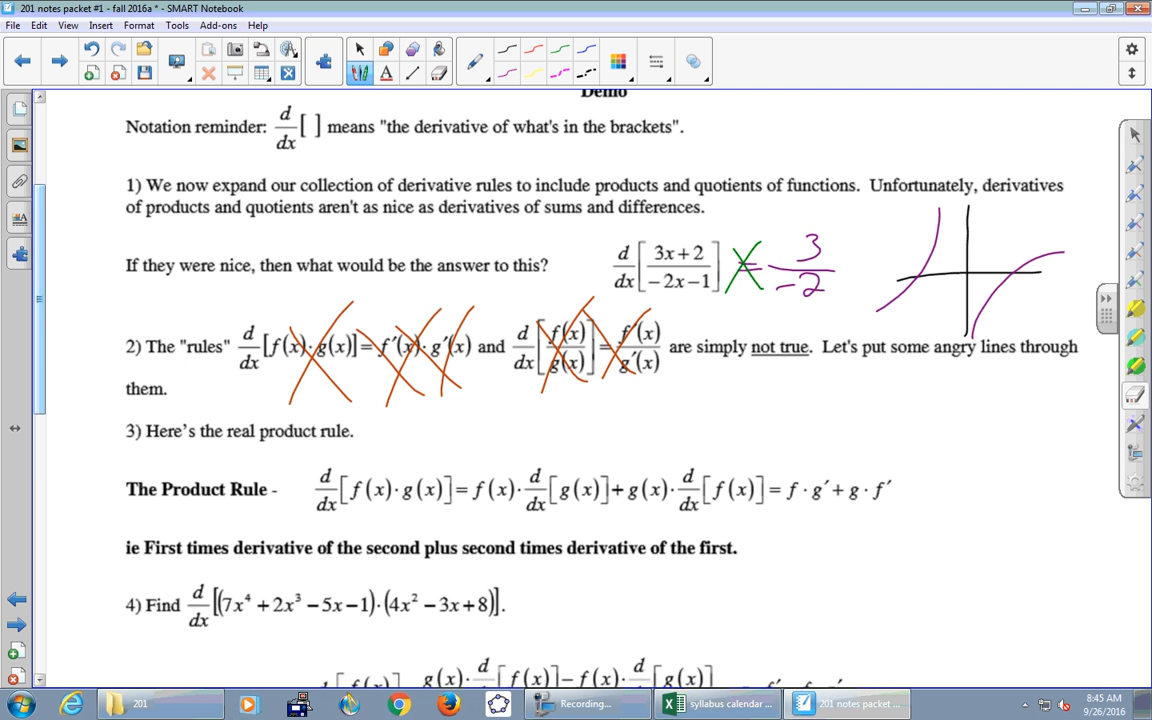 201 notes packet #1 - fall 2016a * - SMART Notebook
File Edit View Insert Format Tools Add-ons Help
Demo
Notation reminder: d/dx [ ] means "the derivative of what's in the brackets".
1) We now expand our collection of derivative rules to include products and quotients of functions. Unfortunately, derivatives
of products and quotients aren't as nice as derivatives of sums and differences.
If they were nice, then what would be the answer to this? d/dx [ (3x + 2)/(−2x −1) ] = 3/−2
2) The "rules" d/dx [f(x)· g(x)] = f′(x)· g′(x) and d/dx [ f(x)/g(x) ] = f′(x)/g′(x) are simply not true. Let's put some angry lines through
them.
3) Here's the real product rule.
The Product Rule - d/dx [ f(x)· g(x) ] = f(x)· d/dx [ g(x) ] + g(x)· d/dx [ f(x) ] = f · g′ + g · f′
ie First times derivative of the second plus second times derivative of the first.
4) Find d/dx [(7x⁴ + 2x³ − 5x − 1)·(4x² − 3x + 8)].
g(x)· d/dx [ f(x) ] − f(x)· d/dx [ g(x) ]
201
Recording...
syllabus calendar ...
201 notes packet ...
8:45 AM
9/26/2016